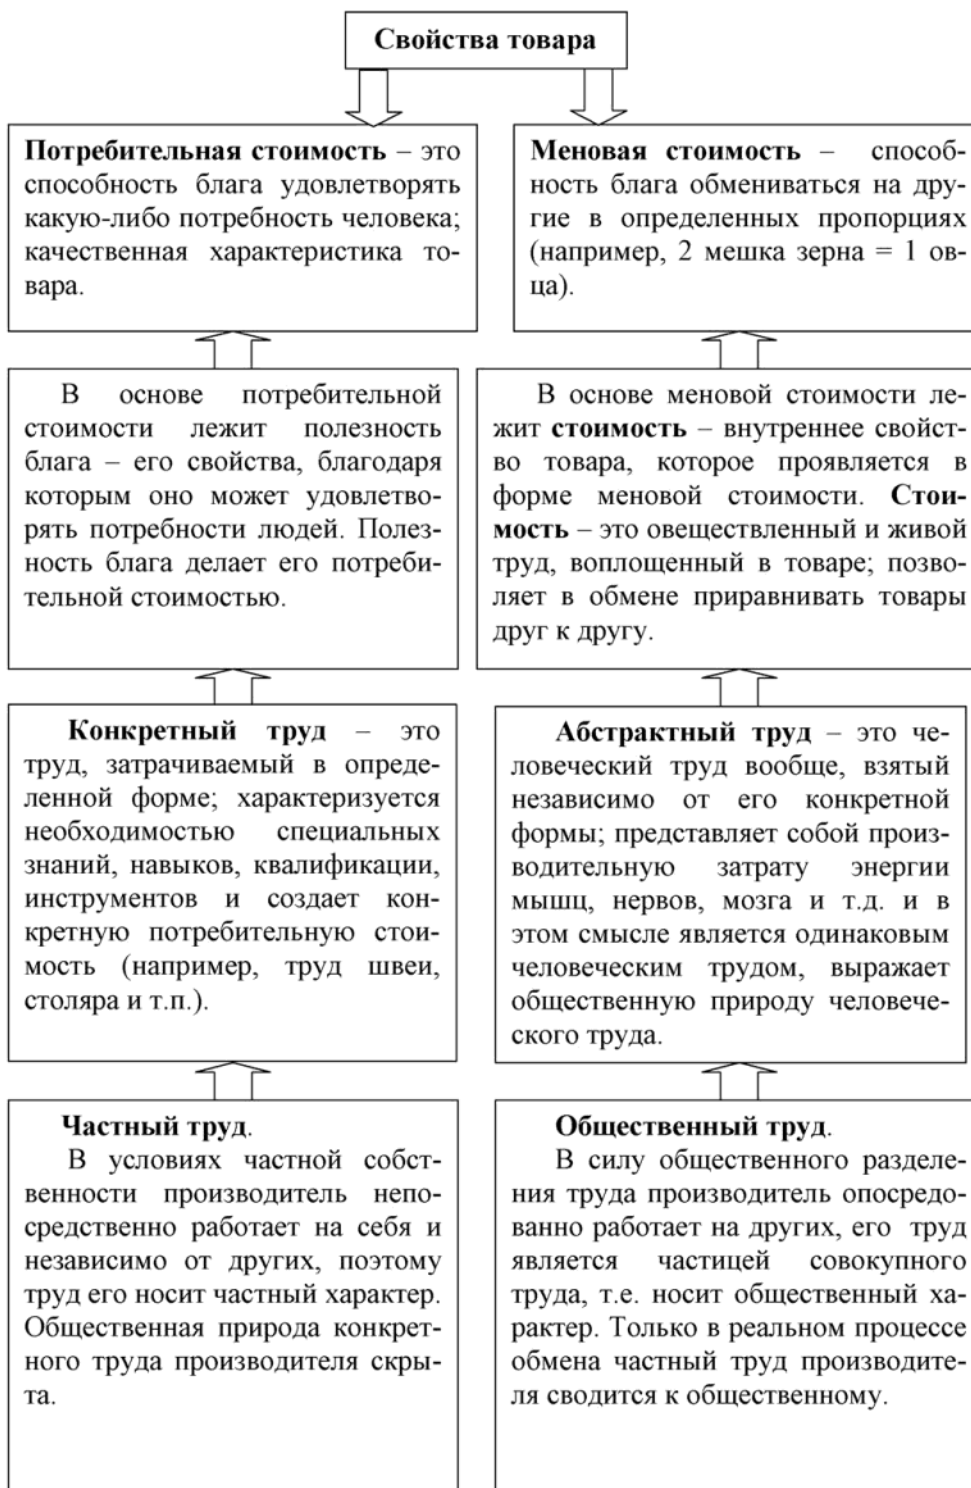 Свойства товара
Потребительная стоимость – это
способность блага удовлетворять
какую-либо потребность человека;
качественная характеристика то-
вара.
Меновая стоимость – способ-
ность блага обмениваться на дру-
гие в определенных пропорциях
(например, 2 мешка зерна = 1 ов-
ца).
В основе потребительной
стоимости лежит полезность
блага – его свойства, благодаря
которым оно может удовлетво-
рять потребности людей. Полез-
ность блага делает его потреби-
тельной стоимостью.
В основе меновой стоимости ле-
жит стоимость – внутреннее свойст-
во товара, которое проявляется в
форме меновой стоимости. Стои-
мость – это овеществленный и живой
труд, воплощенный в товаре; позво-
ляет в обмене приравнивать товары
друг к другу.
Конкретный труд – это
труд, затрачиваемый в опреде-
ленной форме; характеризуется
необходимостью специальных
знаний, навыков, квалификации,
инструментов и создает кон-
кретную потребительную стои-
мость (например, труд швеи,
столяра и т.п.).
Абстрактный труд – это че-
ловеческий труд вообще, взятый
независимо от его конкретной
формы; представляет собой произ-
водительную затрату энергии
мышц, нервов, мозга и т.д. и в
этом смысле является одинаковым
человеческим трудом, выражает
общественную природу человече-
ского труда.
Частный труд.
В условиях частной собст-
венности производитель непо-
средственно работает на себя и
независимо от других, поэтому
труд его носит частный характер.
Общественная природа конкрет-
ного труда производителя скры-
та.
Общественный труд.
В силу общественного разделе-
ния труда производитель опосредо-
ванно работает на других, его труд
является частицей совокупного
труда, т.е. носит общественный ха-
рактер. Только в реальном процессе
обмена частный труд производите-
ля сводится к общественному.